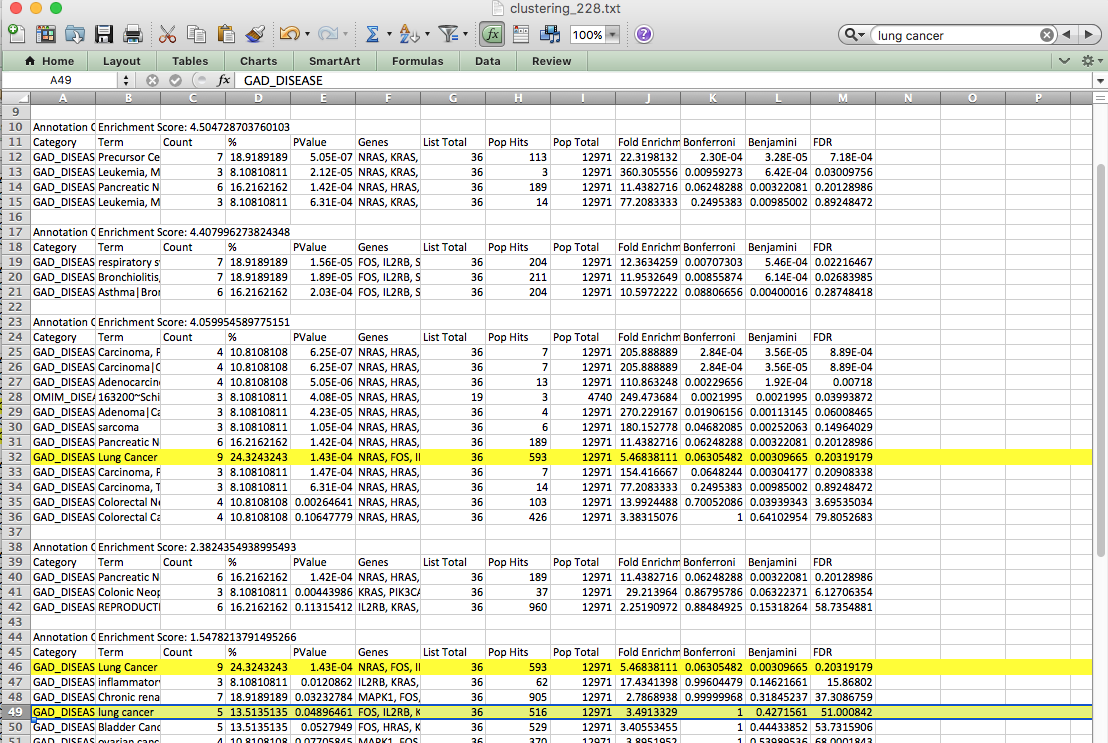 clustering_228.txt
100%
lung cancer
Home Layout Tables Charts SmartArt Formulas Data Review
A49 fx GAD_DISEASE
A B C D E F G H I J K L M N O P
9
10 Annotation C Enrichment Score: 4.504728703760103
11 Category Term Count % PValue Genes List Total Pop Hits Pop Total Fold Enrichm Bonferroni Benjamini FDR
12 GAD_DISEAS Precursor Ce 7 18.9189189 5.05E-07 NRAS, KRAS, 36 113 12971 22.3198132 2.30E-04 3.28E-05 7.18E-04
13 GAD_DISEAS Leukemia, M 3 8.10810811 2.12E-05 NRAS, KRAS, 36 3 12971 360.305556 0.00959273 6.42E-04 0.03009756
14 GAD_DISEAS Pancreatic N 6 16.2162162 1.42E-04 NRAS, HRAS, 36 189 12971 11.4382716 0.06248288 0.00322081 0.20128986
15 GAD_DISEAS Leukemia, M 3 8.10810811 6.31E-04 NRAS, KRAS, 36 14 12971 77.2083333 0.2495383 0.00985002 0.89248472
16
17 Annotation C Enrichment Score: 4.407996273824348
18 Category Term Count % PValue Genes List Total Pop Hits Pop Total Fold Enrichm Bonferroni Benjamini FDR
19 GAD_DISEAS respiratory s 7 18.9189189 1.56E-05 FOS, IL2RB, S 36 204 12971 12.3634259 0.00707303 5.46E-04 0.02216467
20 GAD_DISEAS Bronchiolitis, 7 18.9189189 1.89E-05 FOS, IL2RB, S 36 211 12971 11.9532649 0.00855874 6.14E-04 0.02683985
21 GAD_DISEAS Asthma|Bron 6 16.2162162 2.03E-04 FOS, IL2RB, S 36 204 12971 10.5972222 0.08806656 0.00400016 0.28748418
22
23 Annotation C Enrichment Score: 4.059954589775151
24 Category Term Count % PValue Genes List Total Pop Hits Pop Total Fold Enrichm Bonferroni Benjamini FDR
25 GAD_DISEAS Carcinoma, P 4 10.8108108 6.25E-07 NRAS, HRAS, 36 7 12971 205.888889 2.84E-04 3.56E-05 8.89E-04
26 GAD_DISEAS Carcinoma|C 4 10.8108108 6.25E-07 NRAS, HRAS, 36 7 12971 205.888889 2.84E-04 3.56E-05 8.89E-04
27 GAD_DISEAS Adenocarcin 4 10.8108108 5.05E-06 NRAS, HRAS, 36 13 12971 110.863248 0.00229656 1.92E-04 0.00718
28 OMIM_DISEA 163200~Schi 3 8.10810811 4.08E-05 NRAS, HRAS, 19 3 4740 249.473684 0.0021995 0.0021995 0.03993872
29 GAD_DISEAS Adenoma|Ca 3 8.10810811 4.23E-05 NRAS, HRAS, 36 4 12971 270.229167 0.01906156 0.00113145 0.06008465
30 GAD_DISEAS sarcoma 3 8.10810811 1.05E-04 NRAS, HRAS, 36 6 12971 180.152778 0.04682085 0.00252063 0.14964029
31 GAD_DISEAS Pancreatic N 6 16.2162162 1.42E-04 NRAS, HRAS, 36 189 12971 11.4382716 0.06248288 0.00322081 0.20128986
32 GAD_DISEAS Lung Cancer 9 24.3243243 1.43E-04 NRAS, FOS, Il 36 593 12971 5.46838111 0.06305482 0.00309665 0.20319179
33 GAD_DISEAS Carcinoma, P 3 8.10810811 1.47E-04 NRAS, HRAS, 36 7 12971 154.416667 0.0648244 0.00304177 0.20908338
34 GAD_DISEAS Carcinoma, T 3 8.10810811 6.31E-04 NRAS, HRAS, 36 14 12971 77.2083333 0.2495383 0.00985002 0.89248472
35 GAD_DISEAS Colorectal Ne 4 10.8108108 0.00264641 NRAS, HRAS, 36 103 12971 13.9924488 0.70052086 0.03939343 3.69535034
36 GAD_DISEAS Colorectal Ca 4 10.8108108 0.10647779 NRAS, HRAS, 36 426 12971 3.38315076 1 0.64102954 79.8052683
37
38 Annotation C Enrichment Score: 2.3824354938995493
39 Category Term Count % PValue Genes List Total Pop Hits Pop Total Fold Enrichm Bonferroni Benjamini FDR
40 GAD_DISEAS Pancreatic N 6 16.2162162 1.42E-04 NRAS, HRAS, 36 189 12971 11.4382716 0.06248288 0.00322081 0.20128986
41 GAD_DISEAS Colonic Neop 3 8.10810811 0.00443986 KRAS, PIK3CA 36 37 12971 29.213964 0.86795786 0.06322371 6.12706354
42 GAD_DISEAS REPRODUCTI 6 16.2162162 0.11315412 IL2RB, KRAS, 36 960 12971 2.25190972 0.88484925 0.15318264 58.7354881
43
44 Annotation C Enrichment Score: 1.5478213791495266
45 Category Term Count % PValue Genes List Total Pop Hits Pop Total Fold Enrichm Bonferroni Benjamini FDR
46 GAD_DISEAS Lung Cancer 9 24.3243243 1.43E-04 NRAS, FOS, Il 36 593 12971 5.46838111 0.06305482 0.00309665 0.20319179
47 GAD_DISEAS inflammator 3 8.10810811 0.0120862 IL2RB, KRAS, 36 62 12971 17.4341398 0.99604479 0.14621661 15.86802
48 GAD_DISEAS Chronic rena 7 18.9189189 0.03232784 MAPK1, FOS, 36 905 12971 2.7868938 0.99999968 0.31845237 37.3086759
49 GAD_DISEAS lung cancer 5 13.5135135 0.04896461 FOS, IL2RB, K 36 516 12971 3.4913329 1 0.4271561 51.000842
50 GAD_DISEAS Bladder Canc 5 13.5135135 0.0527949 FOS, HRAS, K 36 529 12971 3.40553455 1 0.44433852 53.7315906
51 GAD_DISEAS ovarian canc 4 10.8108108 0.07705845 MAPK1, FOS, 36 370 12971 3.8951952 1 0.53989536 68.0001843